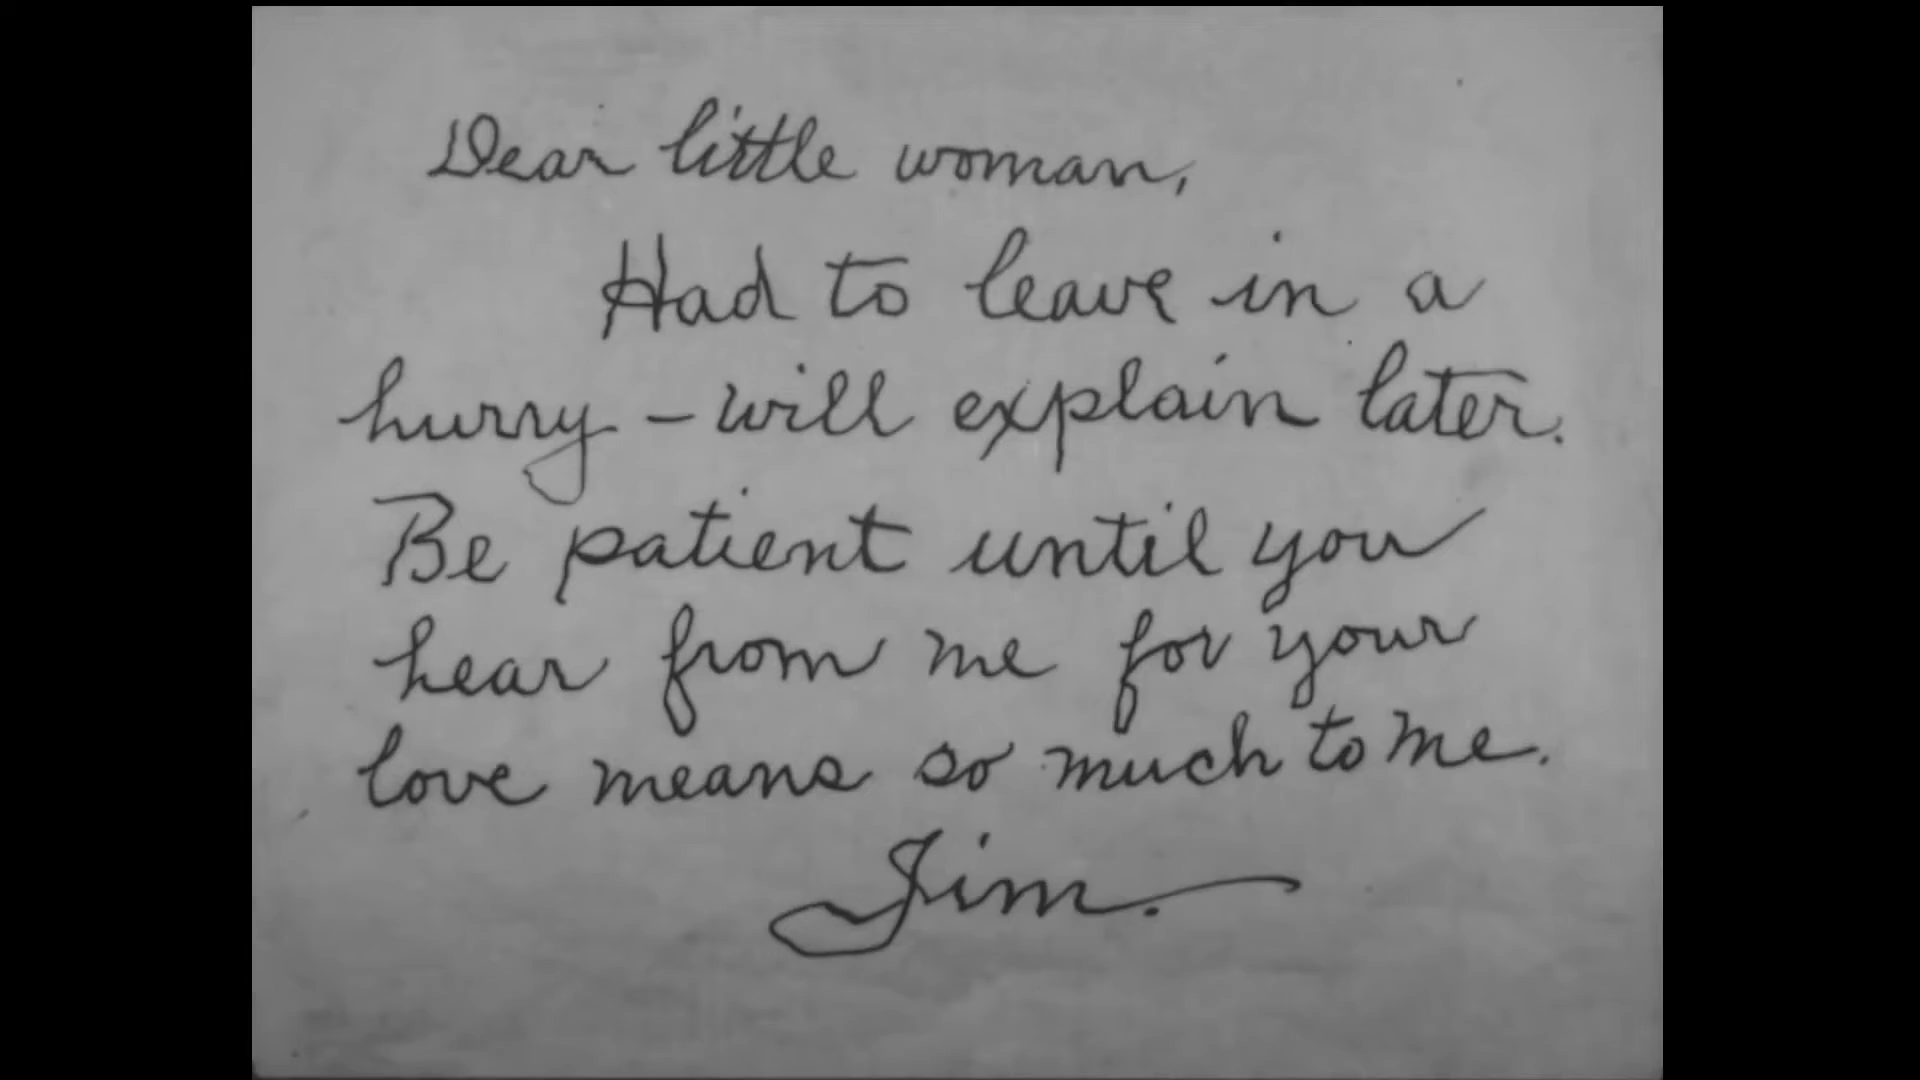 Dear little woman,
Had to leave in a
hurry - will explain later.
Be patient until you
hear from me for your
love means so much to me.
Jim.